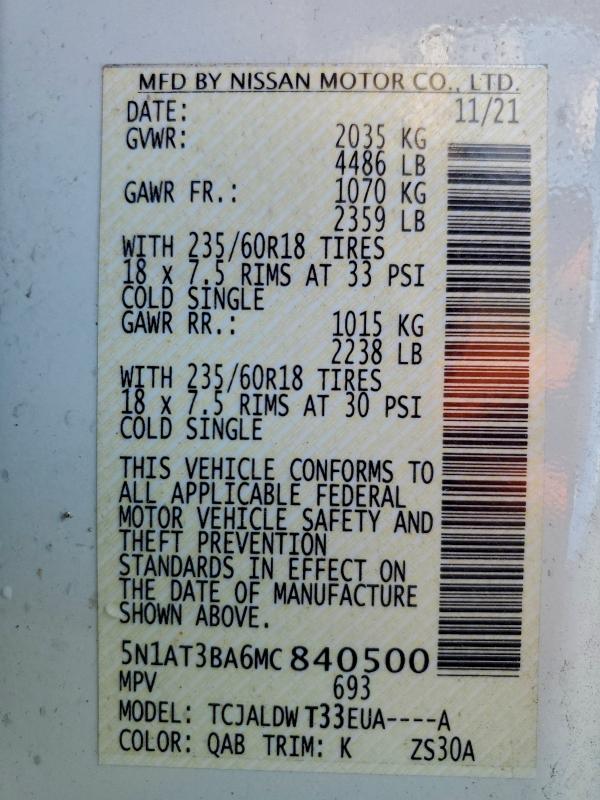 MFD BY NISSAN MOTOR CO., LTD.
DATE: 11/21
GVWR: 2035 KG
4486 LB
GAWR FR.: 1070 KG
2359 LB
WITH 235/60R18 TIRES
18 x 7.5 RIMS AT 33 PSI
COLD SINGLE
GAWR RR.: 1015 KG
2238 LB
WITH 235/60R18 TIRES
18 x 7.5 RIMS AT 30 PSI
COLD SINGLE
THIS VEHICLE CONFORMS TO
ALL APPLICABLE FEDERAL
MOTOR VEHICLE SAFETY AND
THEFT PREVENTION
STANDARDS IN EFFECT ON
THE DATE OF MANUFACTURE
SHOWN ABOVE.
5N1AT3BA6MC840500
MPV 693
MODEL: TCJALDWT33EUA----A
COLOR: QAB TRIM: K ZS30A